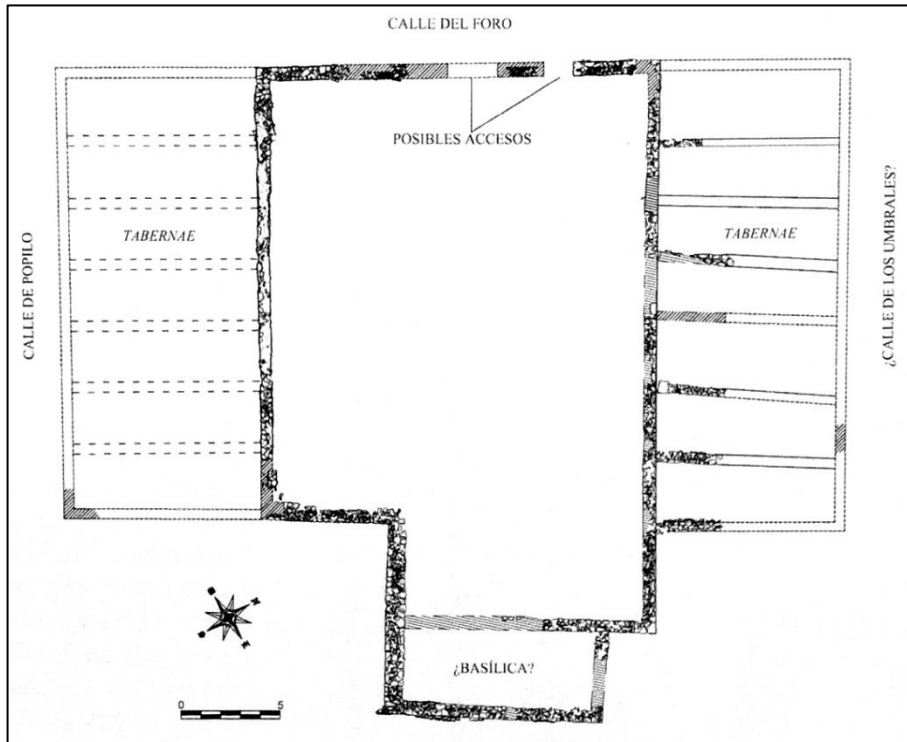 CALLE DEL FORO
POSIBLES ACCESOS
CALLE DE POPILO
TABERNAE
TABERNAE
¿CALLE DE LOS UMBRALES?
¿BASÍLICA?
0 5